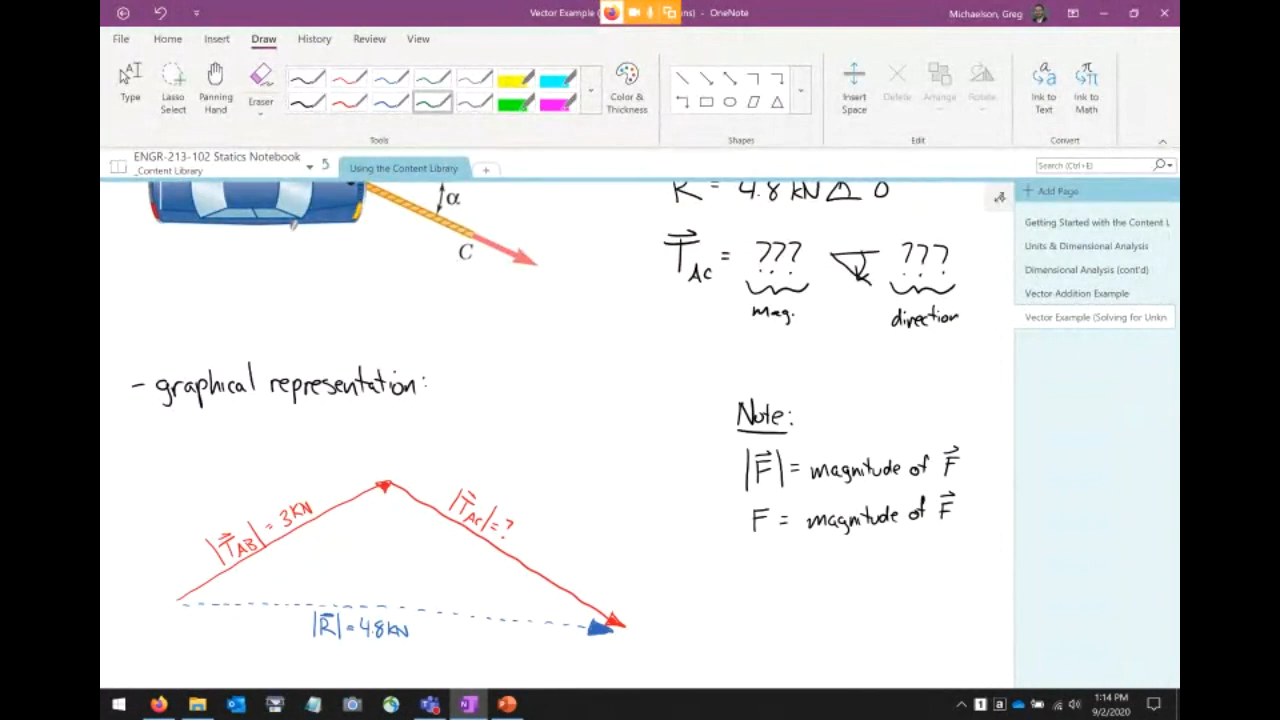 Vector Example (
ns) - OneNote
Michaelson, Greg
File Home Insert Draw History Review View
Type
Lasso Select
Panning Hand
Eraser
Color & Thickness
Insert Space
Delete
Arrange
Rotate
Ink to Text
Ink to Math
Tools
Shapes
Edit
Convert
ENGR-213-102 Statics Notebook
_Content Library
Using the Content Library
Search (Ctrl+E)
Add Page
Getting Started with the Content L
Units & Dimensional Analysis
Dimensional Analysis (cont'd)
Vector Addition Example
Vector Example (Solving for Unkn
α
C
R = 4.8 kN ∠ 0
T⃗AC = ??? ???
mag. direction
- graphical representation:
Note:
|F⃗| = magnitude of F⃗
F = magnitude of F⃗
|T⃗AB| = 3kN
|T⃗AC| = ?
|R⃗| = 4.8kN
1:14 PM
9/2/2020